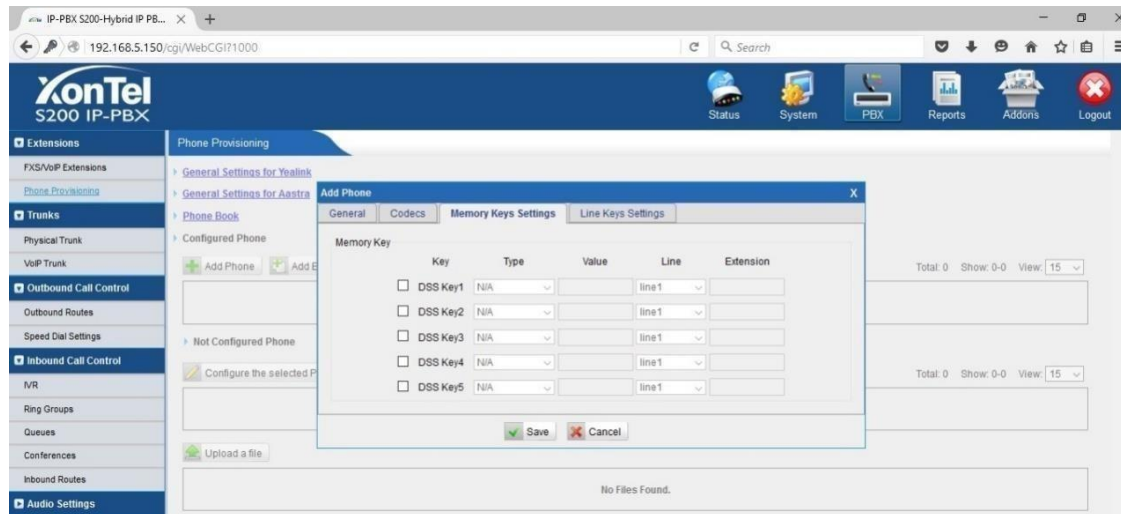 IP-PBX S200-Hybrid IP PB...
192.168.5.150/cgi/WebCGI?1000
Search
XonTel
S200 IP-PBX
Status
System
PBX
Reports
Addons
Logout
Extensions
FXS/VoIP Extensions
Phone Provisioning
Trunks
Physical Trunk
VoIP Trunk
Outbound Call Control
Outbound Routes
Speed Dial Settings
Inbound Call Control
IVR
Ring Groups
Queues
Conferences
Inbound Routes
Audio Settings
Phone Provisioning
General Settings for Yealink
General Settings for Aastra
Phone Book
Configured Phone
Add Phone Add E
Total: 0 Show: 0-0 View: 15
Not Configured Phone
Configure the selected P
Total: 0 Show: 0-0 View: 15
Upload a file
No Files Found.
Add Phone X
General Codecs Memory Keys Settings Line Keys Settings
Memory Key
Key Type Value Line Extension
DSS Key1 N/A line1
DSS Key2 N/A line1
DSS Key3 N/A line1
DSS Key4 N/A line1
DSS Key5 N/A line1
Save Cancel